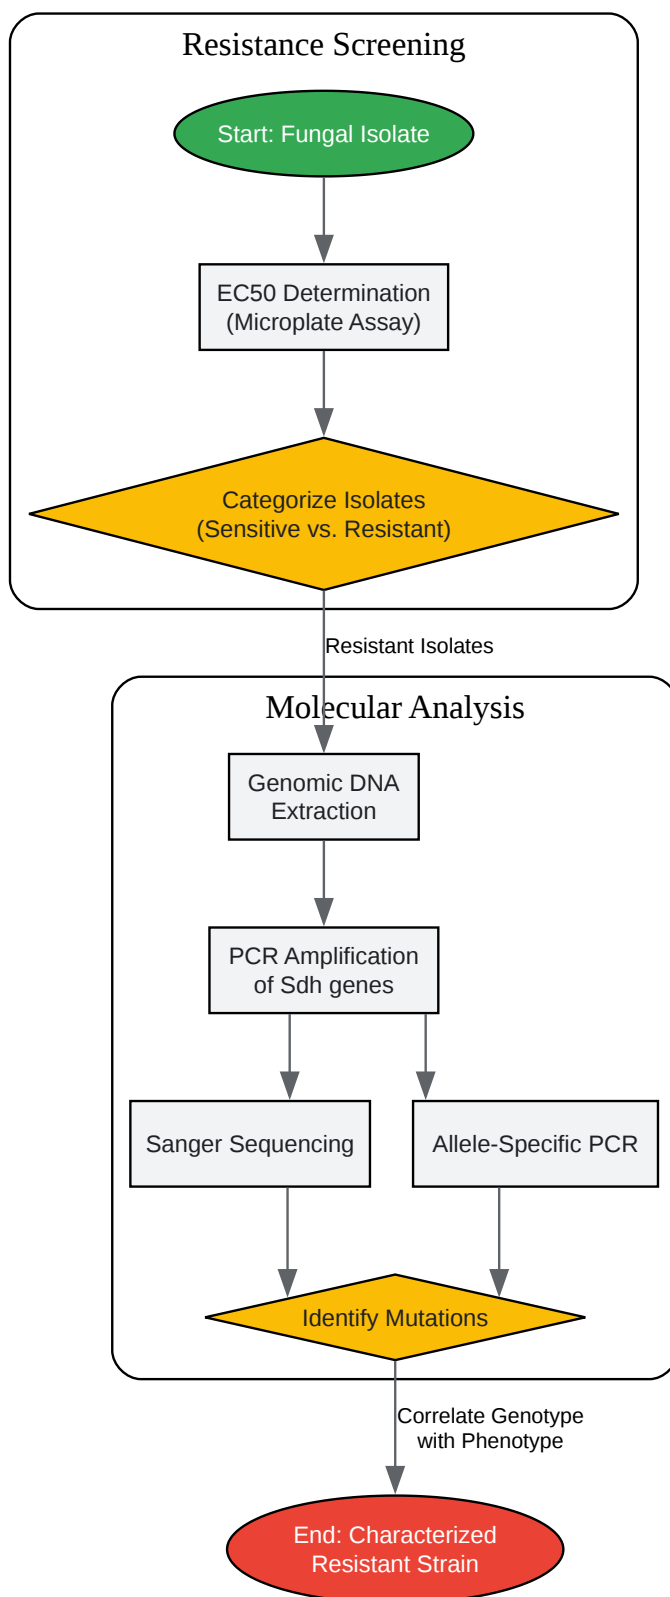 Resistance Screening
Start: Fungal Isolate
EC50 Determination
(Microplate Assay)
Categorize Isolates
(Sensitive vs. Resistant)
Resistant Isolates
Molecular Analysis
Genomic DNA
Extraction
PCR Amplification
of Sdh genes
Sanger Sequencing
Allele-Specific PCR
Identify Mutations
Correlate Genotype
with Phenotype
End: Characterized
Resistant Strain